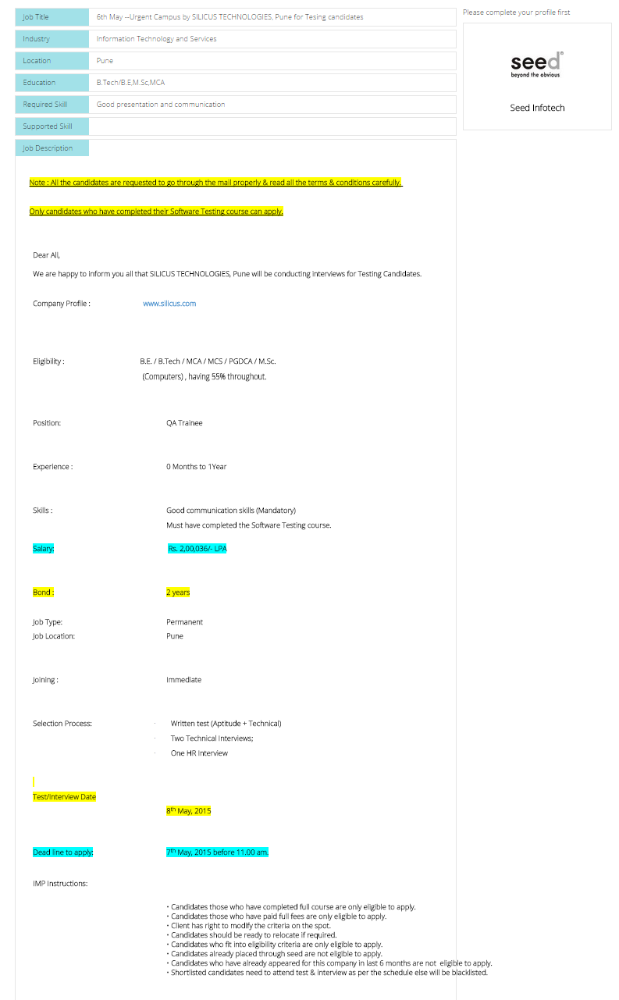 Job Title 6th May --Urgent Campus by SILICUS TECHNOLOGIES, Pune for Tesing candidates
Industry Information Technology and Services
Location Pune
Education B.Tech/B.E,M.Sc,MCA
Required Skill Good presentation and communication
Supported Skill
Job Description
Please complete your profile first
seed
beyond the obvious
Seed Infotech
Note : All the candidates are requested to go through the mail properly & read all the terms & conditions carefully.
Only candidates who have completed their Software Testing course can apply.
Dear All,
We are happy to inform you all that SILICUS TECHNOLOGIES, Pune will be conducting interviews for Testing Candidates.
Company Profile : www.silicus.com
Eligibility : B.E. / B.Tech / MCA / MCS / PGDCA / M.Sc.
(Computers) , having 55% throughout.
Position: QA Trainee
Experience : 0 Months to 1Year
Skills : Good communication skills (Mandatory)
Must have completed the Software Testing course.
Salary: Rs. 2,00,036/- LPA
Bond : 2 years
Job Type: Permanent
Job Location: Pune
Joining : Immediate
Selection Process: · Written test (Aptitude + Technical)
· Two Technical Interviews;
· One HR Interview
Test/Interview Date
8th May, 2015
Dead line to apply: 7th May, 2015 before 11.00 am.
IMP Instructions:
• Candidates those who have completed full course are only eligible to apply.
• Candidates those who have paid full fees are only eligible to apply.
• Client has right to modify the criteria on the spot.
• Candidates should be ready to relocate if required.
• Candidates who fit into eligibility criteria are only eligible to apply.
• Candidates already placed through seed are not eligible to apply.
• Candidates who have already appeared for this company in last 6 months are not  eligible to apply.
• Shortlisted candidates need to attend test & interview as per the schedule else will be blacklisted.